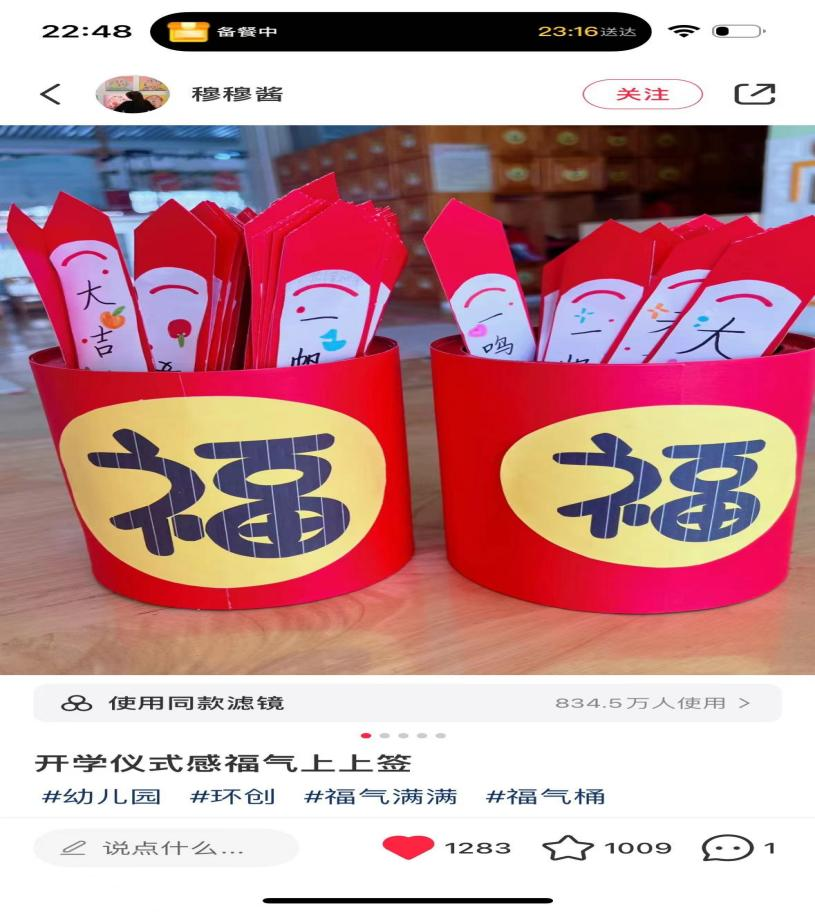 22:48
备餐中
23:16送达
穆穆酱
关注
大吉
一
一鸣
一
大
福
福
使用同款滤镜
834.5万人使用 >
开学仪式感福气上上签
#幼儿园 #环创 #福气满满 #福气桶
说点什么...
1283
1009
1